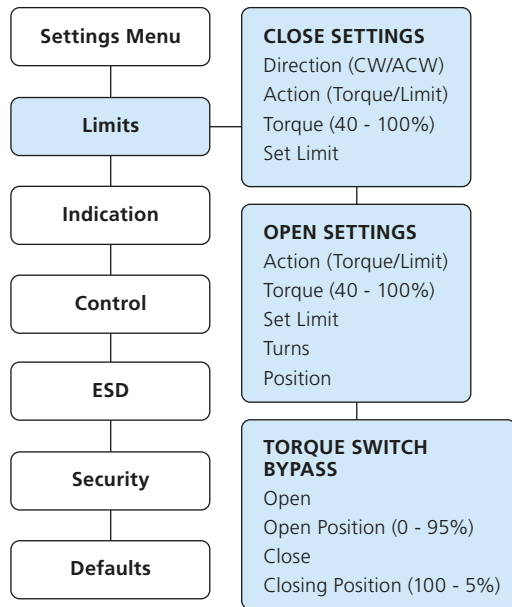 Settings Menu
Limits
Indication
Control
ESD
Security
Defaults
CLOSE SETTINGS
Direction (CW/ACW)
Action (Torque/Limit)
Torque (40 - 100%)
Set Limit
OPEN SETTINGS
Action (Torque/Limit)
Torque (40 - 100%)
Set Limit
Turns
Position
TORQUE SWITCH
BYPASS
Open
Open Position (0 - 95%)
Close
Closing Position (100 - 5%)